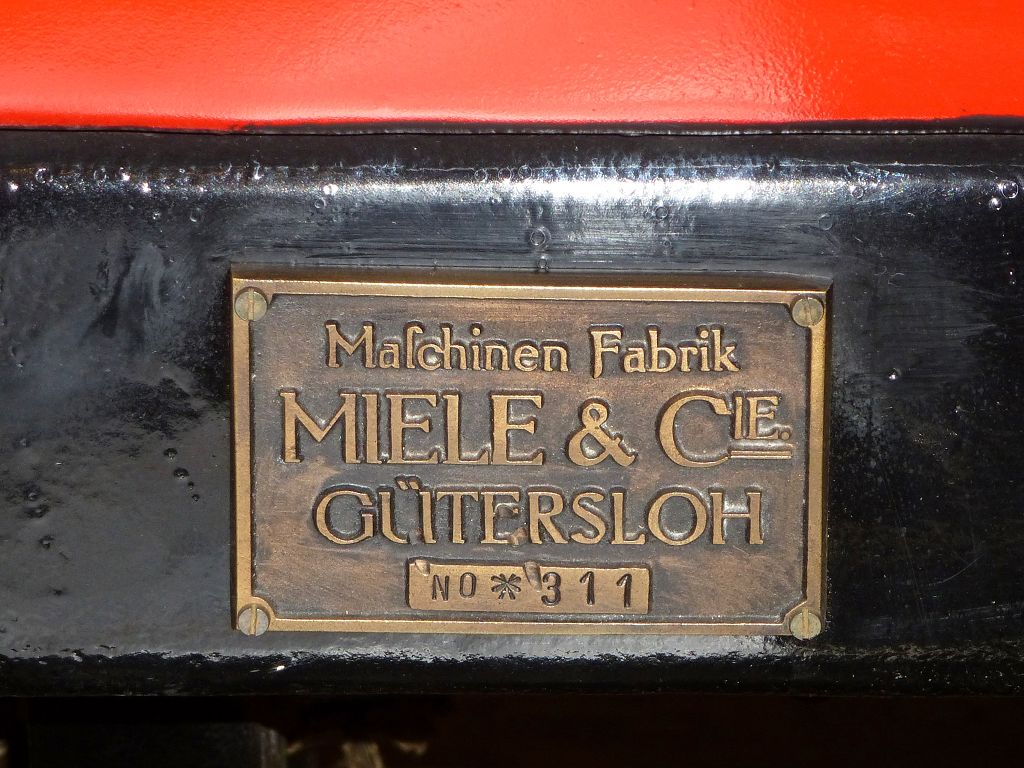 Maſchinen Fabrik
MIELE & CIE.
GÜTERSLOH
NO * 311